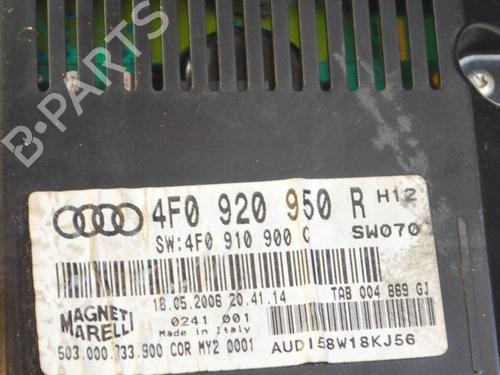 B-PARTS
4F0 920 950 R H12
SW:4F0 910 900 C SW070
18.05.2006 20.41.14 TAB 004 869 GJ
MAGNETI
MARELLI
0241 001
Made in Italy
503.000.733.900 COR MY2 0001 AUDI58W18KJ56